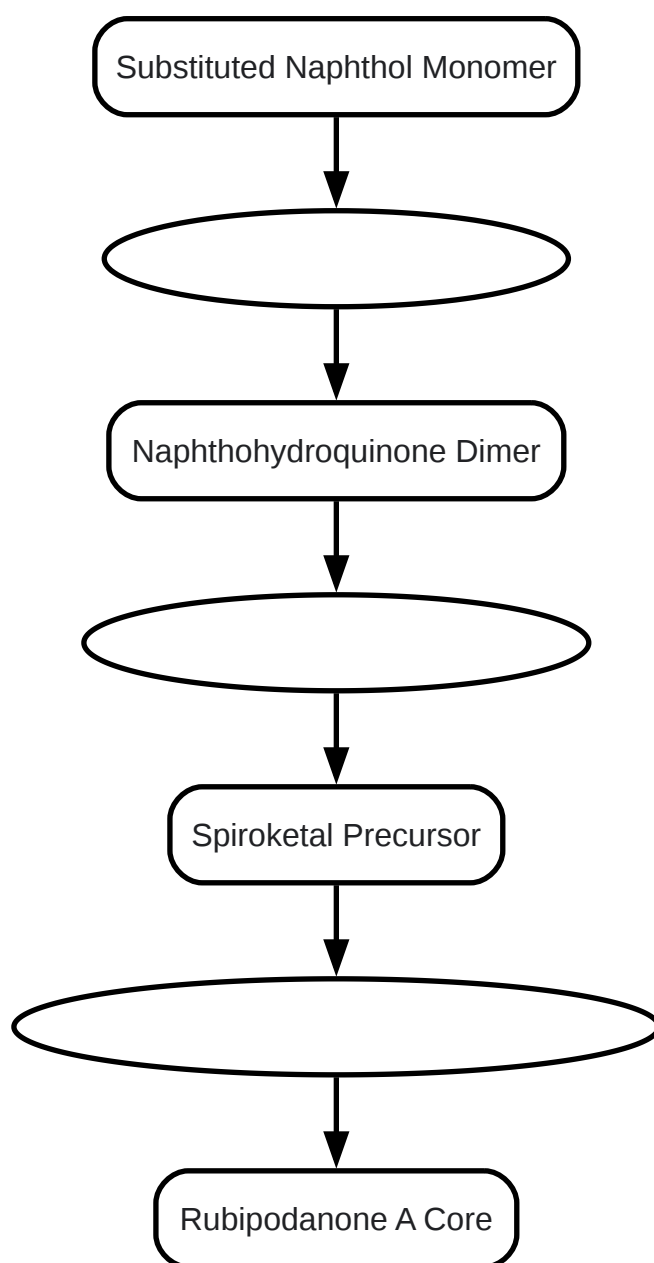 Substituted Naphthol Monomer
Naphthohydroquinone Dimer
Spiroketal Precursor
Rubipodanone A Core